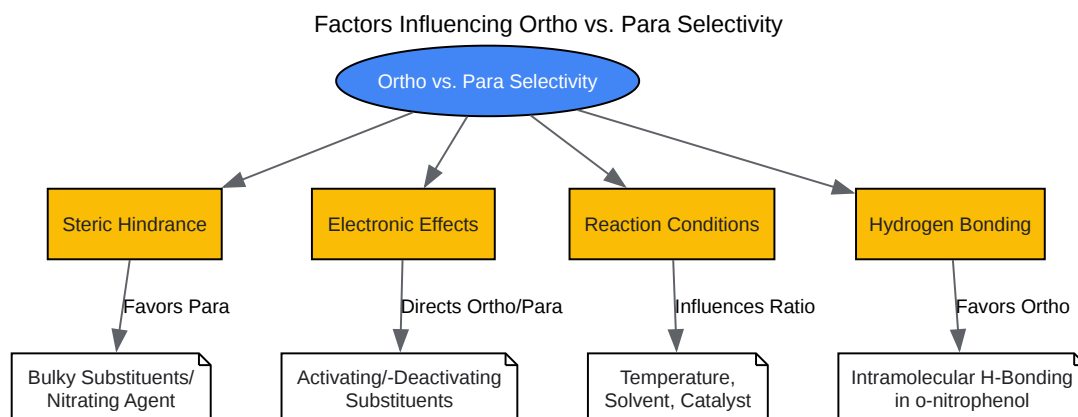 Factors Influencing Ortho vs. Para Selectivity
Ortho vs. Para Selectivity
Steric Hindrance
Electronic Effects
Reaction Conditions
Hydrogen Bonding
Favors Para
Directs Ortho/Para
Influences Ratio
Favors Ortho
Bulky Substituents/
Nitrating Agent
Activating/-Deactivating
Substituents
Temperature,
Solvent, Catalyst
Intramolecular H-Bonding
in o-nitrophenol